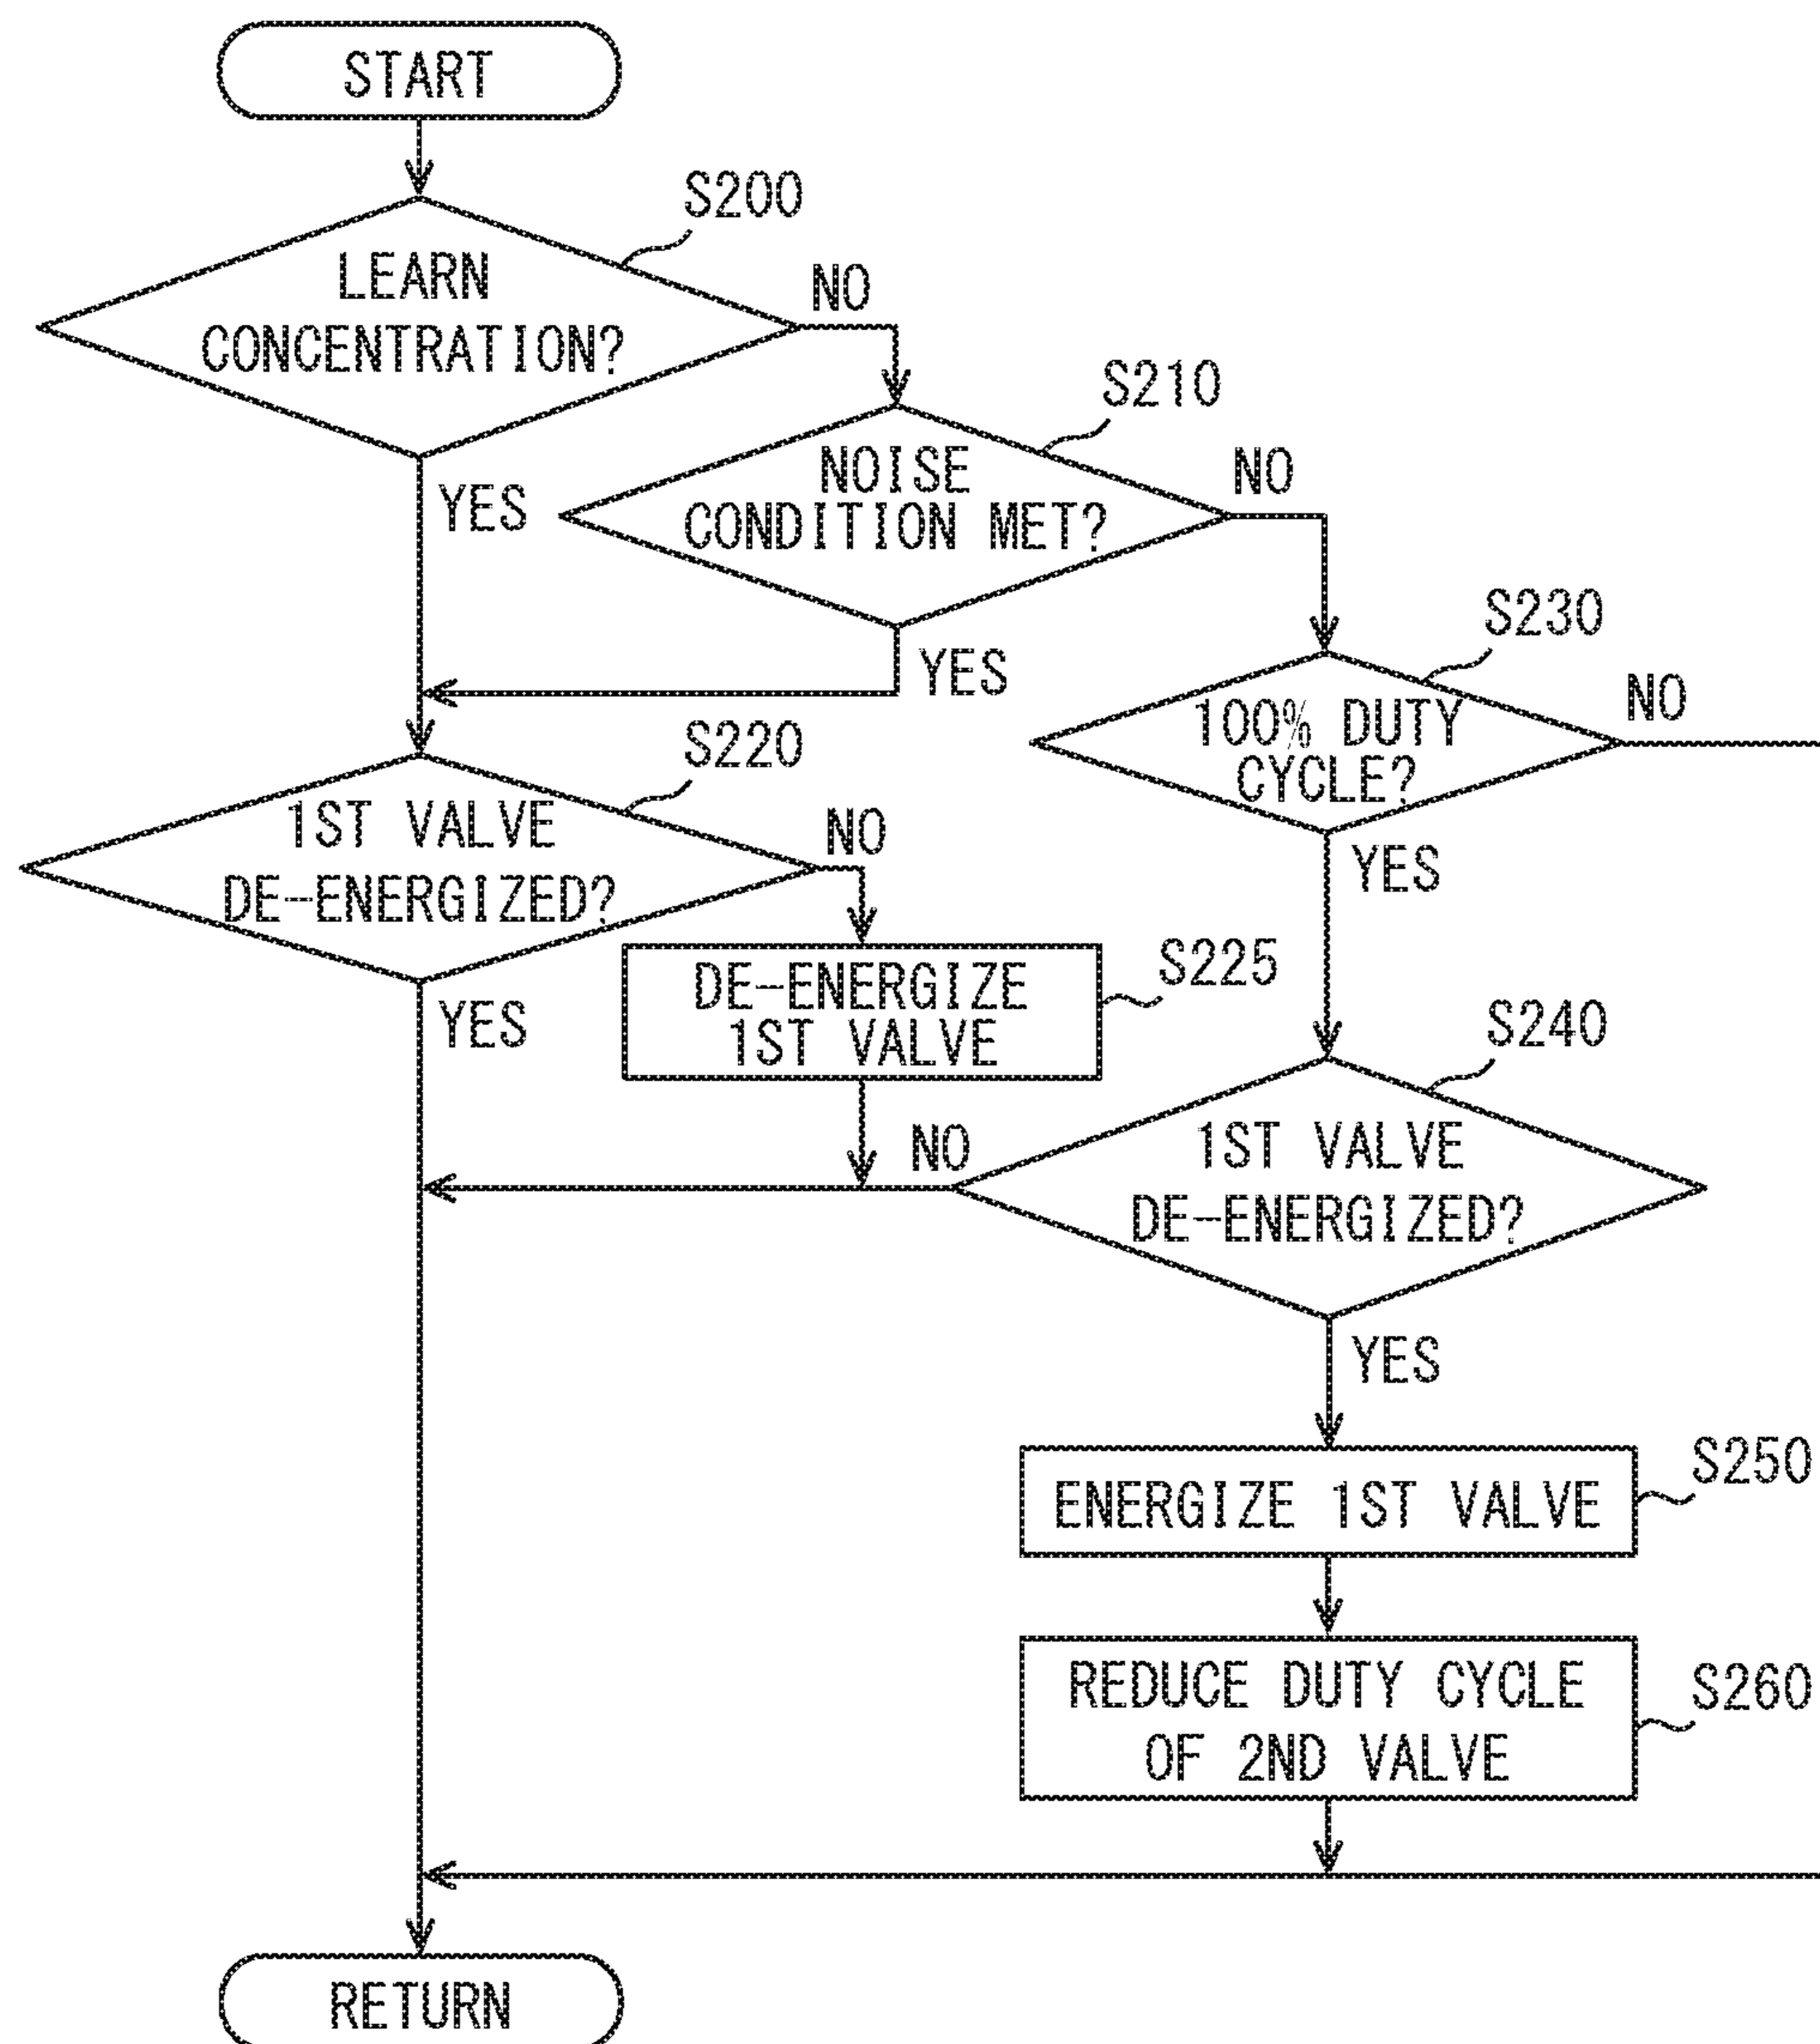 START
S200
LEARN
CONCENTRATION?
NO
YES
S210
NOISE
CONDITION MET?
NO
YES
S230
100% DUTY
CYCLE?
NO
YES
S220
1ST VALVE
DE-ENERGIZED?
NO
YES
DE-ENERGIZE
1ST VALVE
S225
S240
1ST VALVE
DE-ENERGIZED?
NO
YES
ENERGIZE 1ST VALVE
S250
REDUCE DUTY CYCLE
OF 2ND VALVE
S260
RETURN